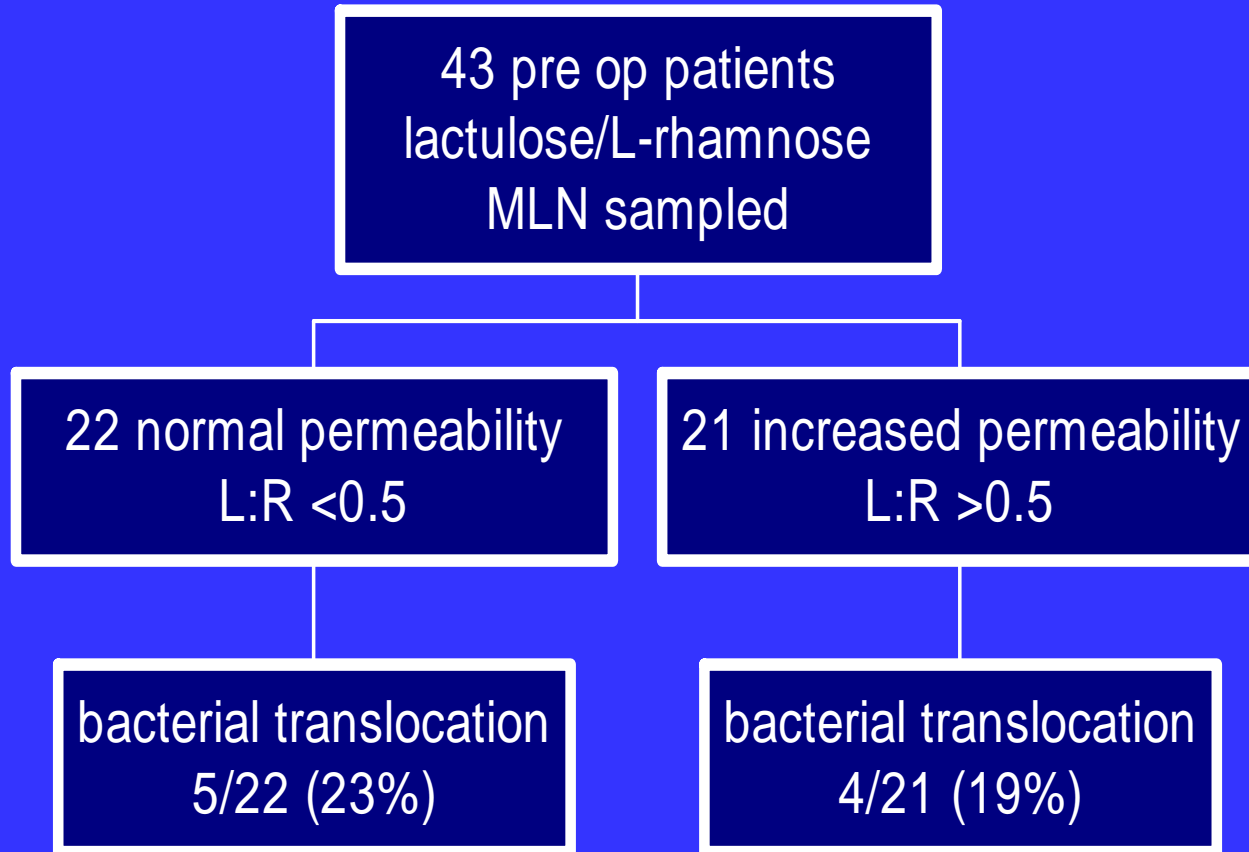 43 pre op patients
lactulose/L-rhamnose
MLN sampled
22 normal permeability
L:R <0.5
21 increased permeability
L:R >0.5
bacterial translocation
5/22 (23%)
bacterial translocation
4/21 (19%)